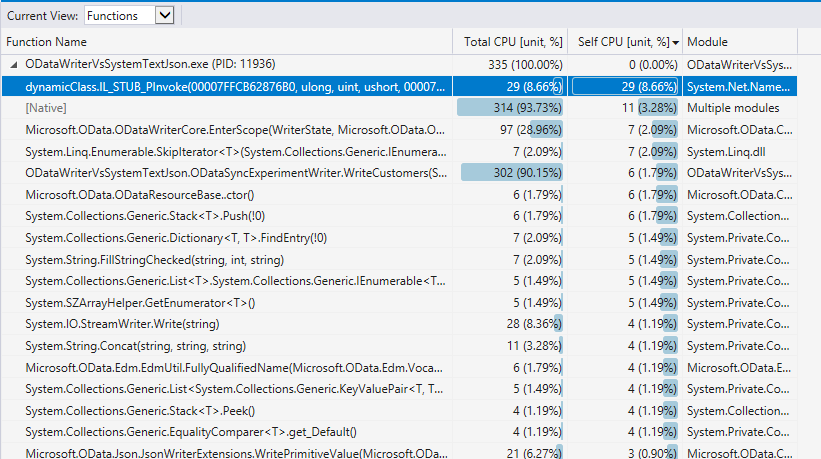 Current View: Functions
Function Name Total CPU [unit, %] Self CPU [unit, %] Module
ODataWriterVsSystemTextJson.exe (PID: 11936) 335 (100.00%) 0 (0.00%) ODataWriterVsSys...
dynamicClass.IL_STUB_PInvoke(00007FFCB62876B0, ulong, uint, ushort, 00007... 29 (8.66%) 29 (8.66%) System.Net.Name...
[Native] 314 (93.73%) 11 (3.28%) Multiple modules
Microsoft.OData.ODataWriterCore.EnterScope(WriterState, Microsoft.OData.O... 97 (28.96%) 7 (2.09%) Microsoft.OData.C...
System.Linq.Enumerable.SkipIterator<T>(System.Collections.Generic.IEnumera... 7 (2.09%) 7 (2.09%) System.Linq.dll
ODataWriterVsSystemTextJson.ODataSyncExperimentWriter.WriteCustomers(S... 302 (90.15%) 6 (1.79%) ODataWriterVsSys...
Microsoft.OData.ODataResourceBase..ctor() 6 (1.79%) 6 (1.79%) Microsoft.OData.C...
System.Collections.Generic.Stack<T>.Push(!0) 6 (1.79%) 6 (1.79%) System.Collection...
System.Collections.Generic.Dictionary<T, T>.FindEntry(!0) 7 (2.09%) 5 (1.49%) System.Private.Co...
System.String.FillStringChecked(string, int, string) 7 (2.09%) 5 (1.49%) System.Private.Co...
System.Collections.Generic.List<T>.System.Collections.Generic.IEnumerable<T... 5 (1.49%) 5 (1.49%) System.Private.Co...
System.SZArrayHelper.GetEnumerator<T>() 5 (1.49%) 5 (1.49%) System.Private.Co...
System.IO.StreamWriter.Write(string) 28 (8.36%) 4 (1.19%) System.Private.Co...
System.String.Concat(string, string, string) 11 (3.28%) 4 (1.19%) System.Private.Co...
Microsoft.OData.Edm.EdmUtil.FullyQualifiedName(Microsoft.OData.Edm.Voca... 6 (1.79%) 4 (1.19%) Microsoft.OData.E...
System.Collections.Generic.List<System.Collections.Generic.KeyValuePair<T, T... 5 (1.49%) 4 (1.19%) System.Private.Co...
System.Collections.Generic.Stack<T>.Peek() 4 (1.19%) 4 (1.19%) System.Collection...
System.Collections.Generic.EqualityComparer<T>.get_Default() 4 (1.19%) 4 (1.19%) System.Private.Co...
Microsoft.OData.Json.JsonWriterExtensions.WritePrimitiveValue(Microsoft.ODa... 21 (6.27%) 3 (0.90%) Microsoft.OData.C...